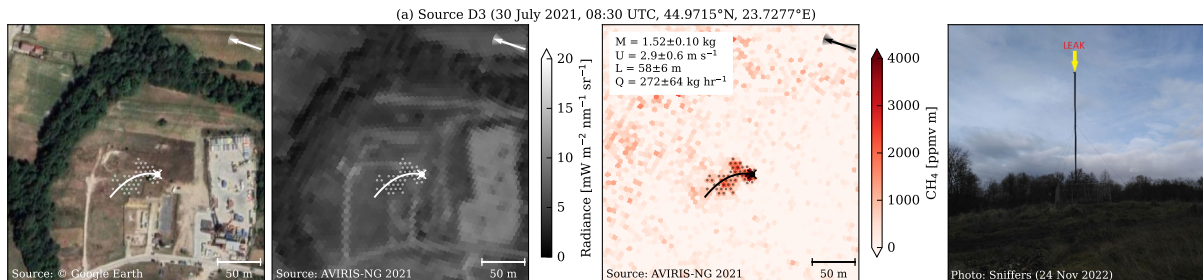 (a) Source D3 (30 July 2021, 08:30 UTC, 44.9715°N, 23.7277°E)
Source: © Google Earth
50 m
Source: AVIRIS-NG 2021
50 m
20
15
10
5
0
Radiance [mW m⁻² nm⁻¹ sr⁻¹]
M = 1.52±0.10 kg
U = 2.9±0.6 m s⁻¹
L = 58±6 m
Q = 272±64 kg hr⁻¹
Source: AVIRIS-NG 2021
50 m
4000
3000
2000
1000
0
CH₄ [ppmv m]
LEAK
Photo: Sniffers (24 Nov 2022)